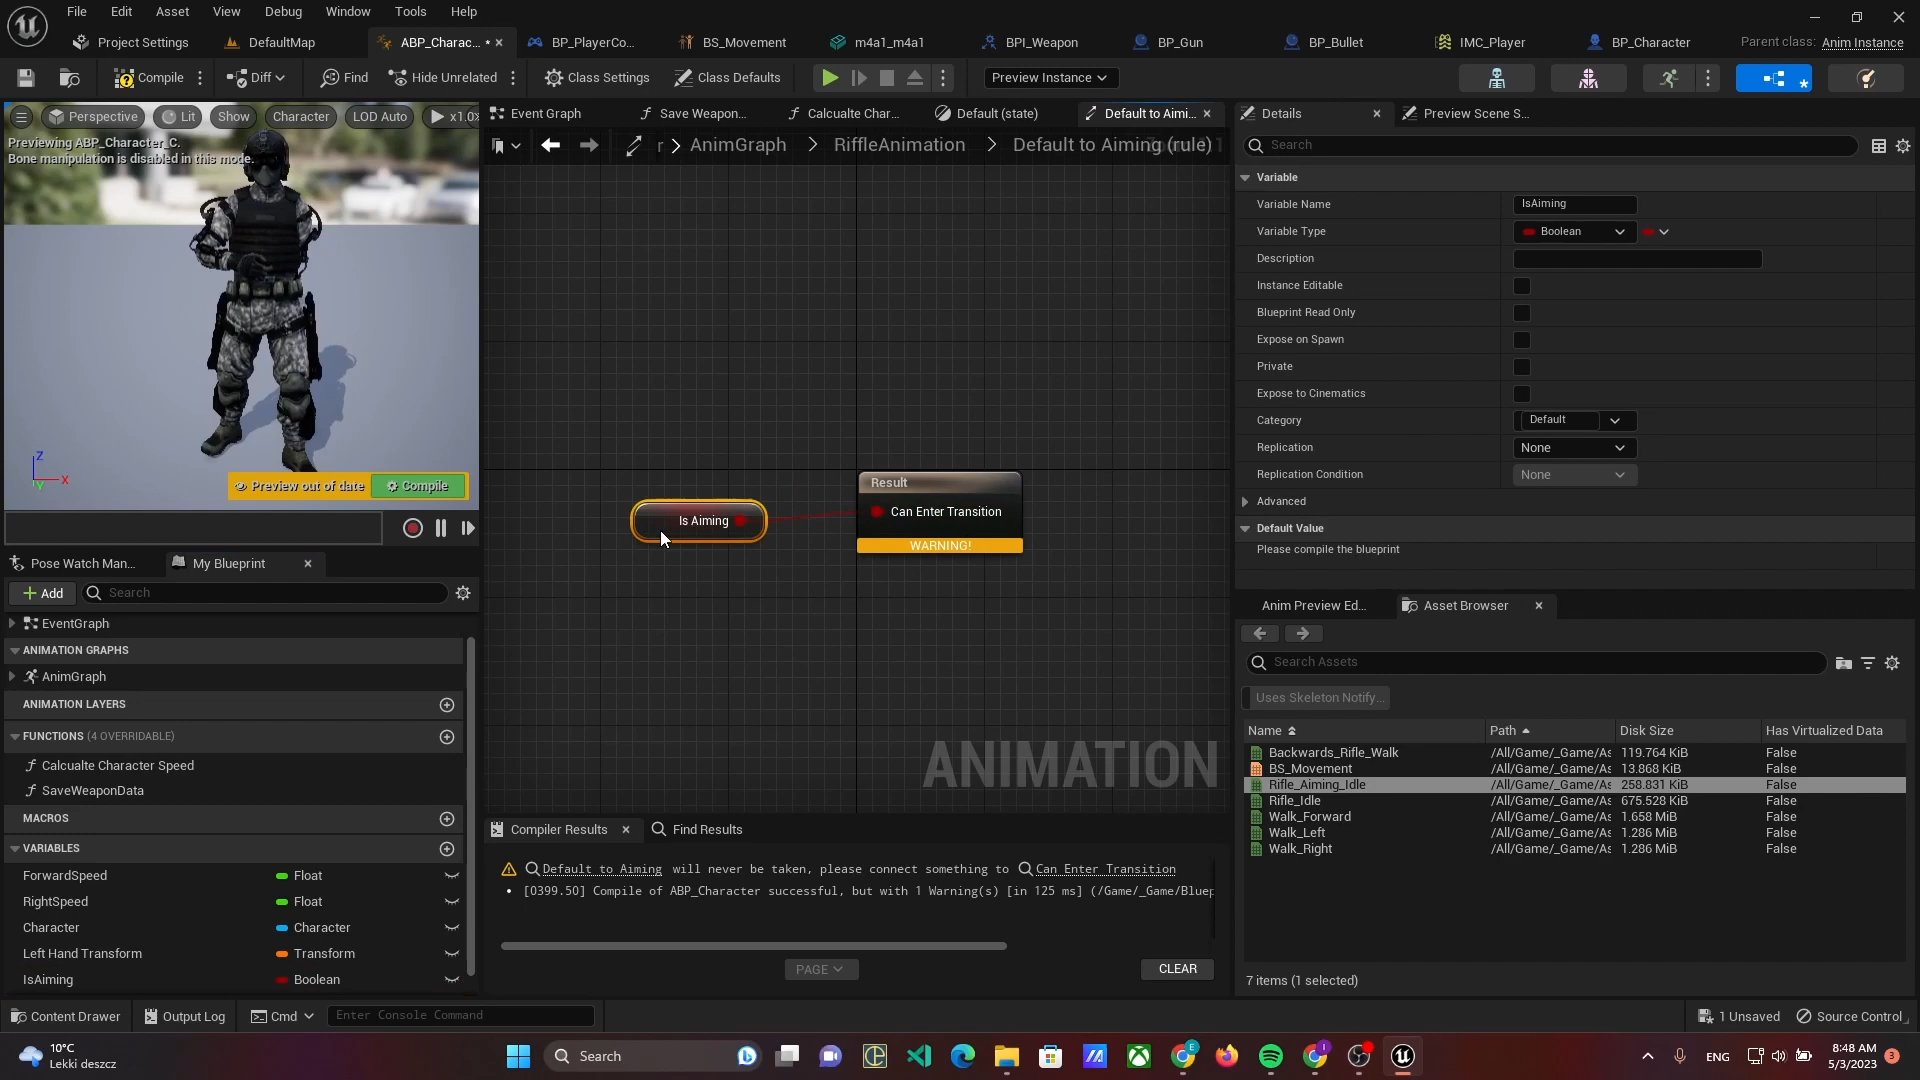 File Edit Asset View Debug Window Tools Help
Project Settings DefaultMap ABP_Charac... * BP_PlayerCo... BS_Movement m4a1_m4a1 BPI_Weapon BP_Gun BP_Bullet IMC_Player BP_Character Parent class: Anim Instance
Compile Diff Find Hide Unrelated Class Settings Class Defaults Preview Instance
Perspective Lit Show Character LOD Auto x1.0
Previewing ABP_Character_C.
Bone manipulation is disabled in this mode.
Z
X
Y
Preview out of date Compile
Event Graph Save Weapon... Calcualte Char... Default (state) Default to Aimi...
r > AnimGraph > RiffleAnimation > Default to Aiming (rule)
Is Aiming
Result
Can Enter Transition
WARNING!
ANIMATION
Pose Watch Man... My Blueprint
Add Search
EventGraph
ANIMATION GRAPHS
AnimGraph
ANIMATION LAYERS
FUNCTIONS (4 OVERRIDABLE)
Calcualte Character Speed
SaveWeaponData
MACROS
VARIABLES
ForwardSpeed Float
RightSpeed Float
Character Character
Left Hand Transform Transform
IsAiming Boolean
Compiler Results Find Results
Default to Aiming will never be taken, please connect something to Can Enter Transition
• [0399.50] Compile of ABP_Character successful, but with 1 Warning(s) [in 125 ms] (/Game/_Game/Bluep
PAGE CLEAR
Details Preview Scene S...
Search
Variable
Variable Name IsAiming
Variable Type Boolean
Description
Instance Editable
Blueprint Read Only
Expose on Spawn
Private
Expose to Cinematics
Category Default
Replication None
Replication Condition None
Advanced
Default Value
Please compile the blueprint
Anim Preview Ed... Asset Browser
Search Assets
Uses Skeleton Notify...
Name Path Disk Size Has Virtualized Data
Backwards_Rifle_Walk /All/Game/_Game/As 119.764 KiB False
BS_Movement /All/Game/_Game/As 13.868 KiB False
Rifle_Aiming_Idle /All/Game/_Game/As 258.831 KiB False
Rifle_Idle /All/Game/_Game/As 675.528 KiB False
Walk_Forward /All/Game/_Game/As 1.658 MiB False
Walk_Left /All/Game/_Game/As 1.286 MiB False
Walk_Right /All/Game/_Game/As 1.286 MiB False
7 items (1 selected)
Content Drawer Output Log Cmd Enter Console Command 1 Unsaved Source Control
10°C
Lekki deszcz
Search
ENG
8:48 AM
5/3/2023
3